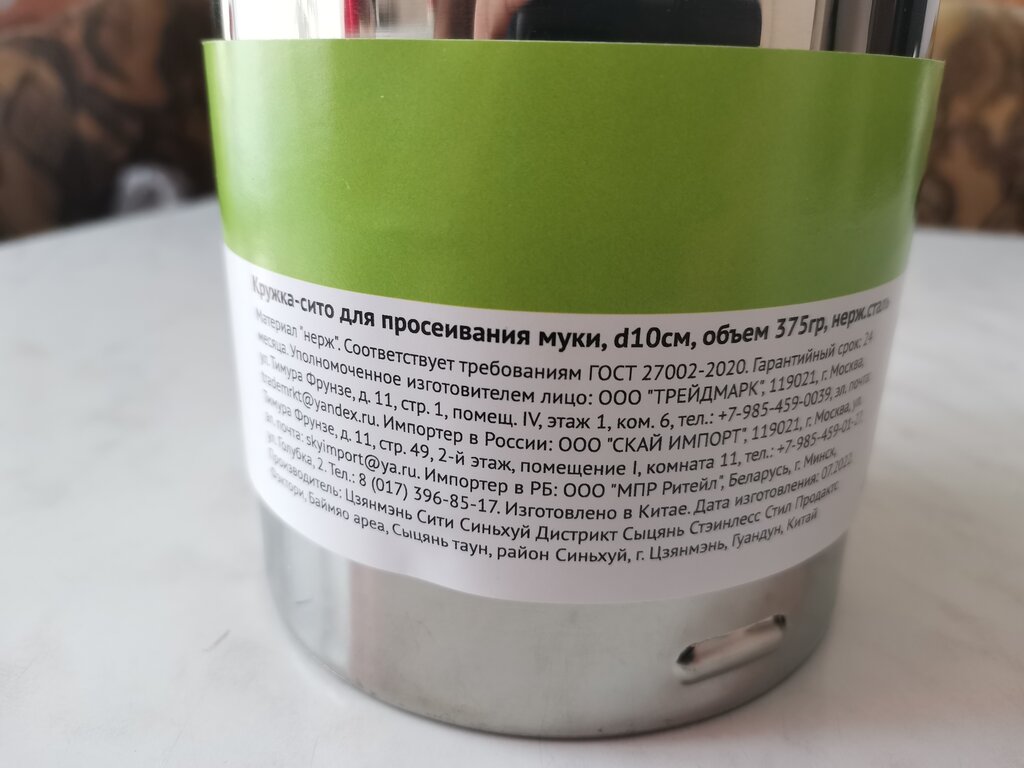 Кружка-сито для просеивания муки, d10см, объем 375гр, нерж.сталь
Материал "нерж". Соответствует требованиям ГОСТ 27002-2020. Гарантийный срок: 24
месяца. Уполномоченное изготовителем лицо: ООО "ТРЕЙДМАРК", 119021, г. Москва,
ул. Тимура Фрунзе, д. 11, стр. 1, помещ. IV, этаж 1, ком. 6, тел.: +7-985-459-0039, эл. почта:
trademrkt@yandex.ru. Импортер в России: ООО "СКАЙ ИМПОРТ", 119021, г. Москва, ул.
Тимура Фрунзе, д. 11, стр. 49, 2-й этаж, помещение I, комната 11, тел.: +7-985-459-01-27,
эл. почта: skyimport@ya.ru. Импортер в РБ: ООО "МПР Ритейл", Беларусь, г. Минск,
ул. Голубка, 2. Тел.: 8 (017) 396-85-17. Изготовлено в Китае. Дата изготовления: 07.2022.
Производитель: Цзянмэнь Сити Синьхуй Дистрикт Сыцянь Стэинлесс Стил Продактс
Фэктори, Баймяо ареа, Сыцянь таун, район Синьхуй, г. Цзянмэнь, Гуандун, Китай.